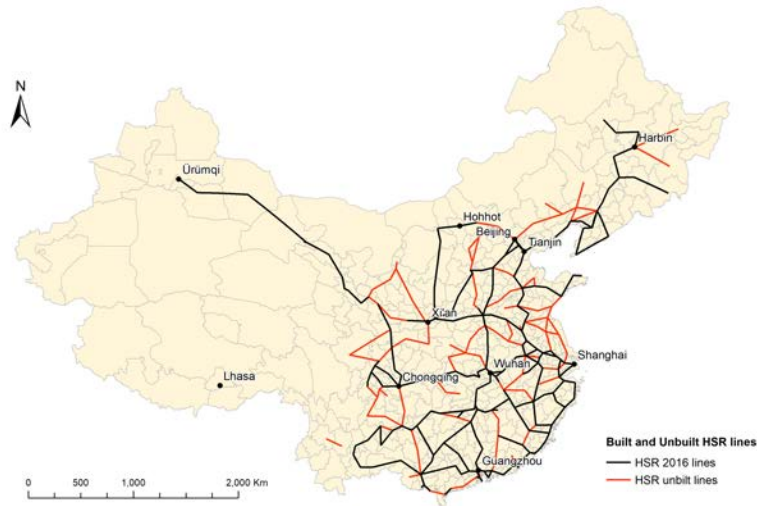 N
Harbin
Ürümqi
Hohhot
Beijing
Tianjin
Xi'an
Shanghai
Wuhan
Lhasa
Chongqing
Built and Unbuilt HSR lines
HSR 2016 lines
Guangzhou
HSR unbilt lines
0 500 1,000 2,000 Km